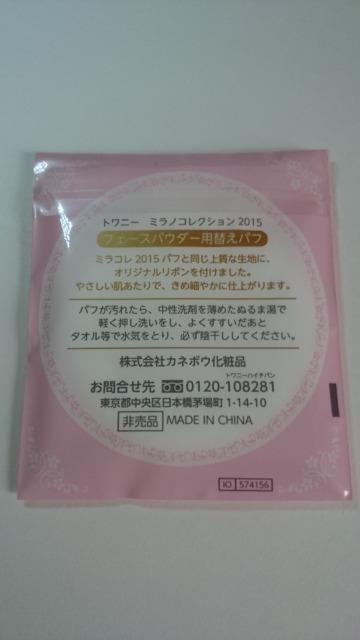 トワニー　ミラノコレクション2015
フェースパウダー用替えパフ
ミラコレ2015パフと同じ上質な生地に、
オリジナルリボンを付けました。
やさしい肌あたりで、きめ細やかに仕上がります。
パフが汚れたら、中性洗剤を薄めたぬるま湯で
軽く押し洗いをし、よくすすいだあと
タオル等で水気をとり、必ず陰干ししてください。
株式会社カネボウ化粧品
トワニーハイチバン
お問合せ先 0120-108281
東京都中央区日本橋茅場町1-14-10
非売品 MADE IN CHINA
IO 574156